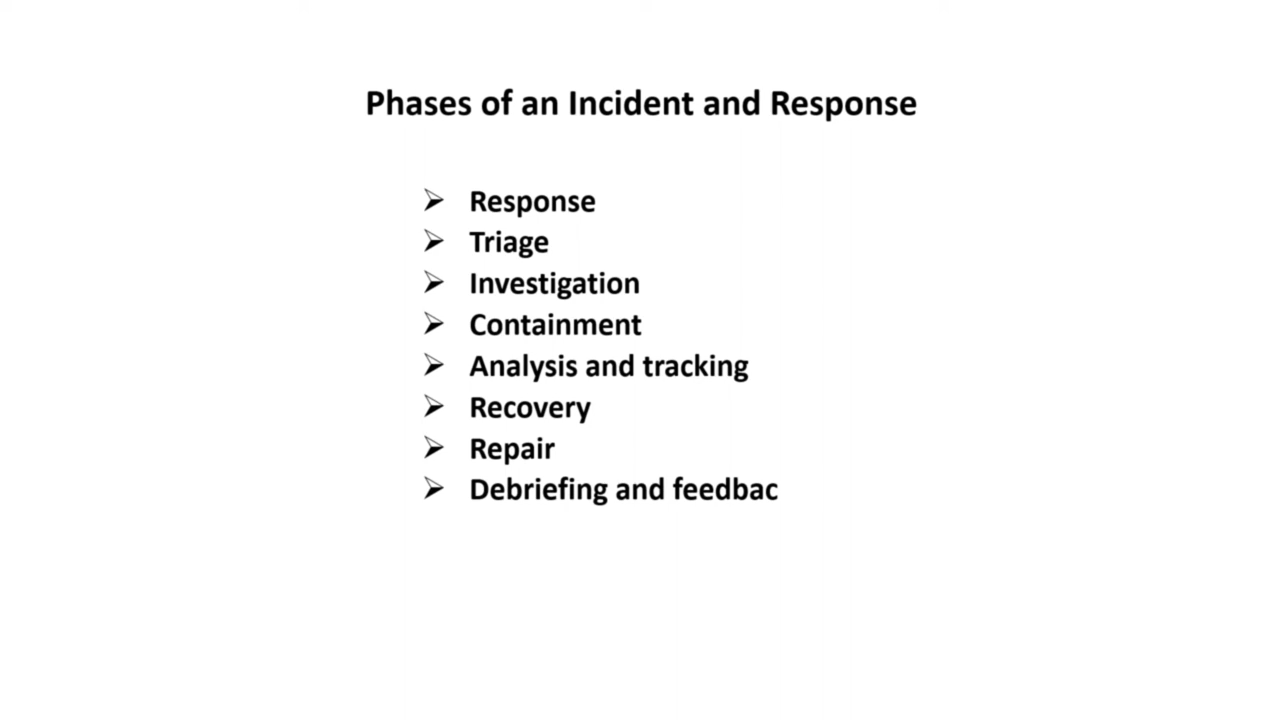 Phases of an Incident and Response
➢ Response
➢ Triage
➢ Investigation
➢ Containment
➢ Analysis and tracking
➢ Recovery
➢ Repair
➢ Debriefing and feedbac